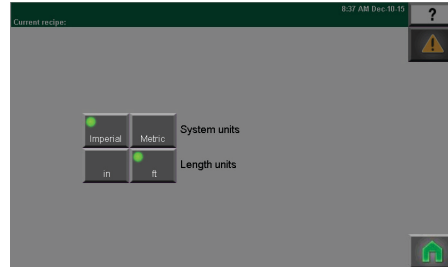 8:37 AM Dec-10-15
?
Current recipe:
Imperial Metric System units
in ft Length units